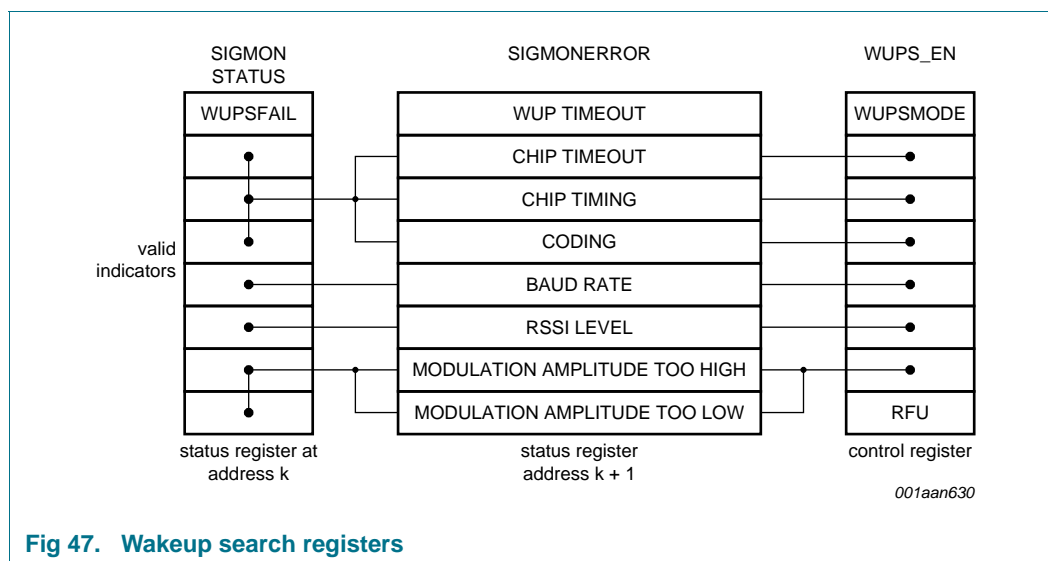 SIGMON
STATUS
SIGMONERROR
WUPS_EN
WUPSFAIL
WUP TIMEOUT
WUPSMODE
CHIP TIMEOUT
CHIP TIMING
CODING
valid
indicators
BAUD RATE
RSSI LEVEL
MODULATION AMPLITUDE TOO HIGH
MODULATION AMPLITUDE TOO LOW
RFU
status register at
address k
status register
address k + 1
control register
001aan630
Fig 47. Wakeup search registers